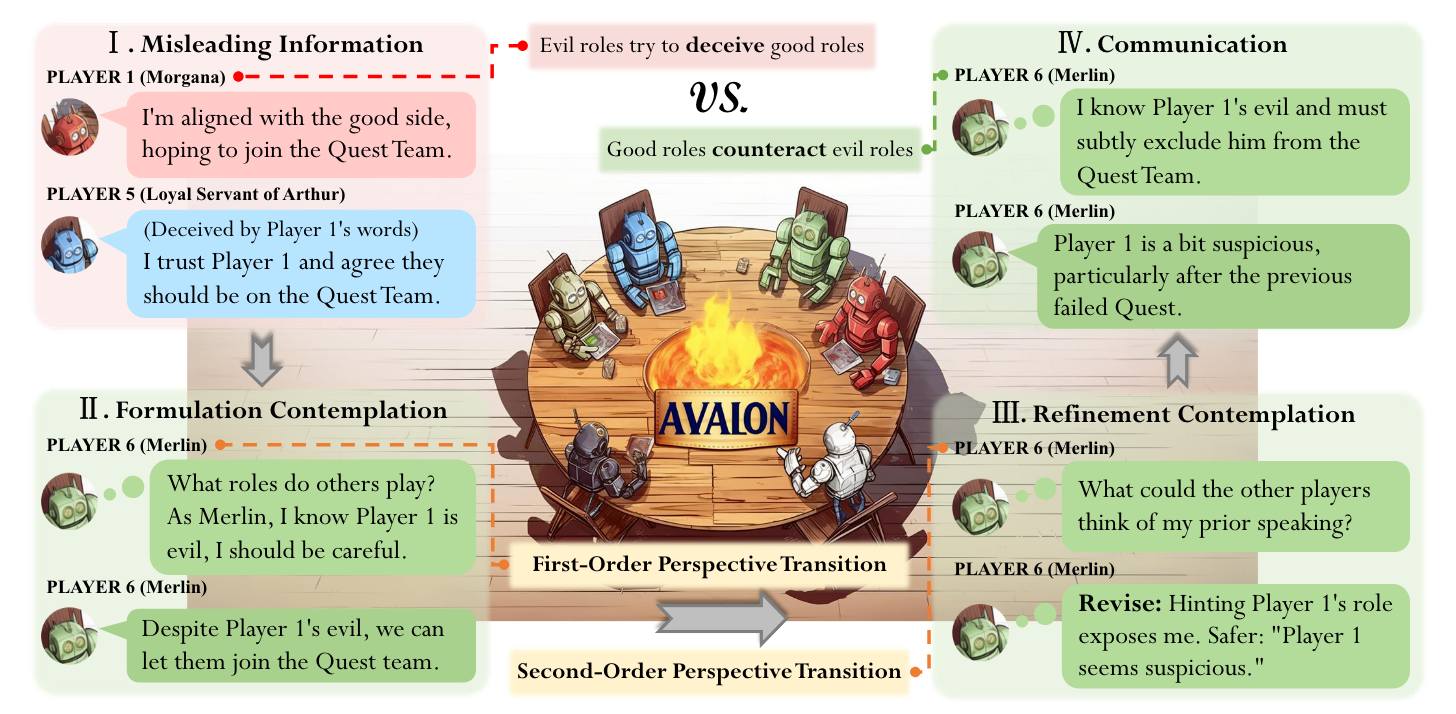 Ⅰ. Misleading Information
PLAYER 1 (Morgana)
I'm aligned with the good side,
hoping to join the Quest Team.
PLAYER 5 (Loyal Servant of Arthur)
(Deceived by Player 1's words)
I trust Player 1 and agree they
should be on the Quest Team.
Evil roles try to deceive good roles
VS.
Good roles counteract evil roles
AVALON
Ⅱ. Formulation Contemplation
PLAYER 6 (Merlin)
What roles do others play?
As Merlin, I know Player 1 is
evil, I should be careful.
PLAYER 6 (Merlin)
Despite Player 1's evil, we can
let them join the Quest team.
First-Order Perspective Transition
Second-Order Perspective Transition
Ⅲ. Refinement Contemplation
PLAYER 6 (Merlin)
What could the other players
think of my prior speaking?
PLAYER 6 (Merlin)
Revise: Hinting Player 1's role
exposes me. Safer: "Player 1
seems suspicious."
Ⅳ. Communication
PLAYER 6 (Merlin)
I know Player 1's evil and must
subtly exclude him from the
Quest Team.
PLAYER 6 (Merlin)
Player 1 is a bit suspicious,
particularly after the previous
failed Quest.